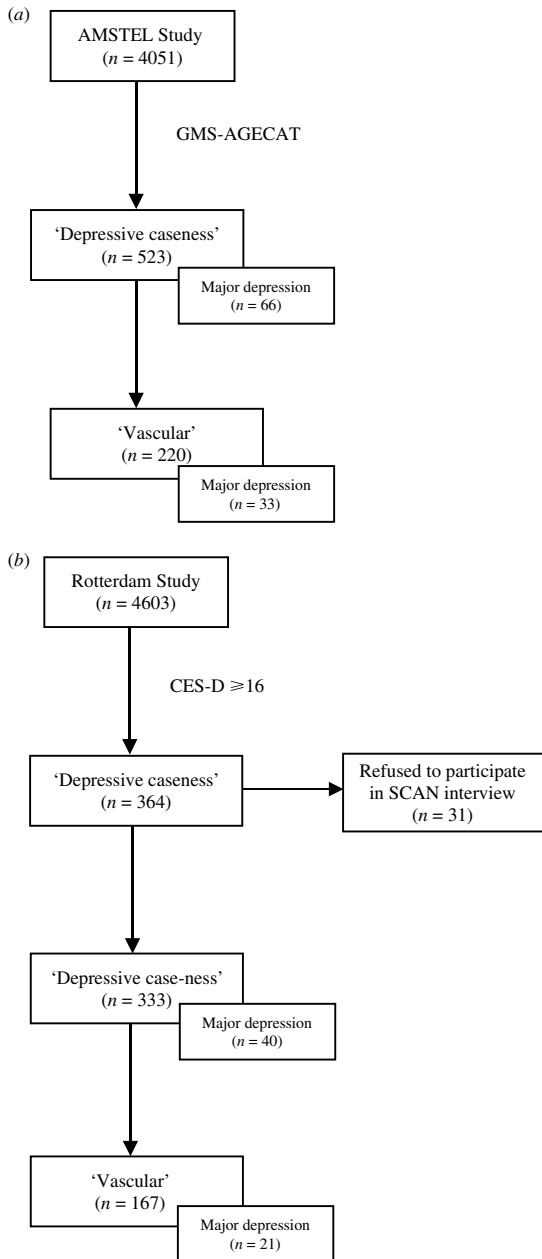 (a)
AMSTEL Study
(n = 4051)
GMS-AGECAT
‘Depressive caseness’
(n = 523)
Major depression
(n = 66)
‘Vascular’
(n = 220)
Major depression
(n = 33)
(b)
Rotterdam Study
(n = 4603)
CES-D ⩾16
‘Depressive caseness’
(n = 364)
Refused to participate
in SCAN interview
(n = 31)
‘Depressive case-ness’
(n = 333)
Major depression
(n = 40)
‘Vascular’
(n = 167)
Major depression
(n = 21)